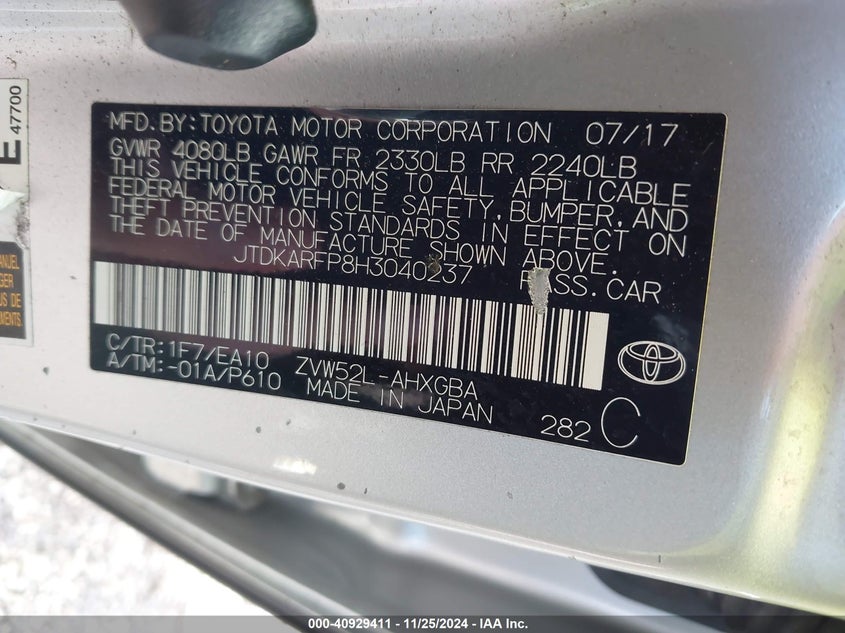 E
47700
MFD.BY:TOYOTA MOTOR CORPORATION 07/17
GVWR 4080LB GAWR FR 2330LB RR 2240LB
THIS VEHICLE CONFORMS TO ALL APPLICABLE
FEDERAL MOTOR VEHICLE SAFETY,BUMPER,AND
THEFT PREVENTION STANDARDS IN EFFECT ON
THE DATE OF MANUFACTURE SHOWN ABOVE.
JTDKARFP8H3040237 PASS.CAR
C/TR:1F7/EA10 ZVW52L-AHXGBA
A/TM:-01A/P610 MADE IN JAPAN
282 C
000-40929411 - 11/25/2024 - IAA Inc.